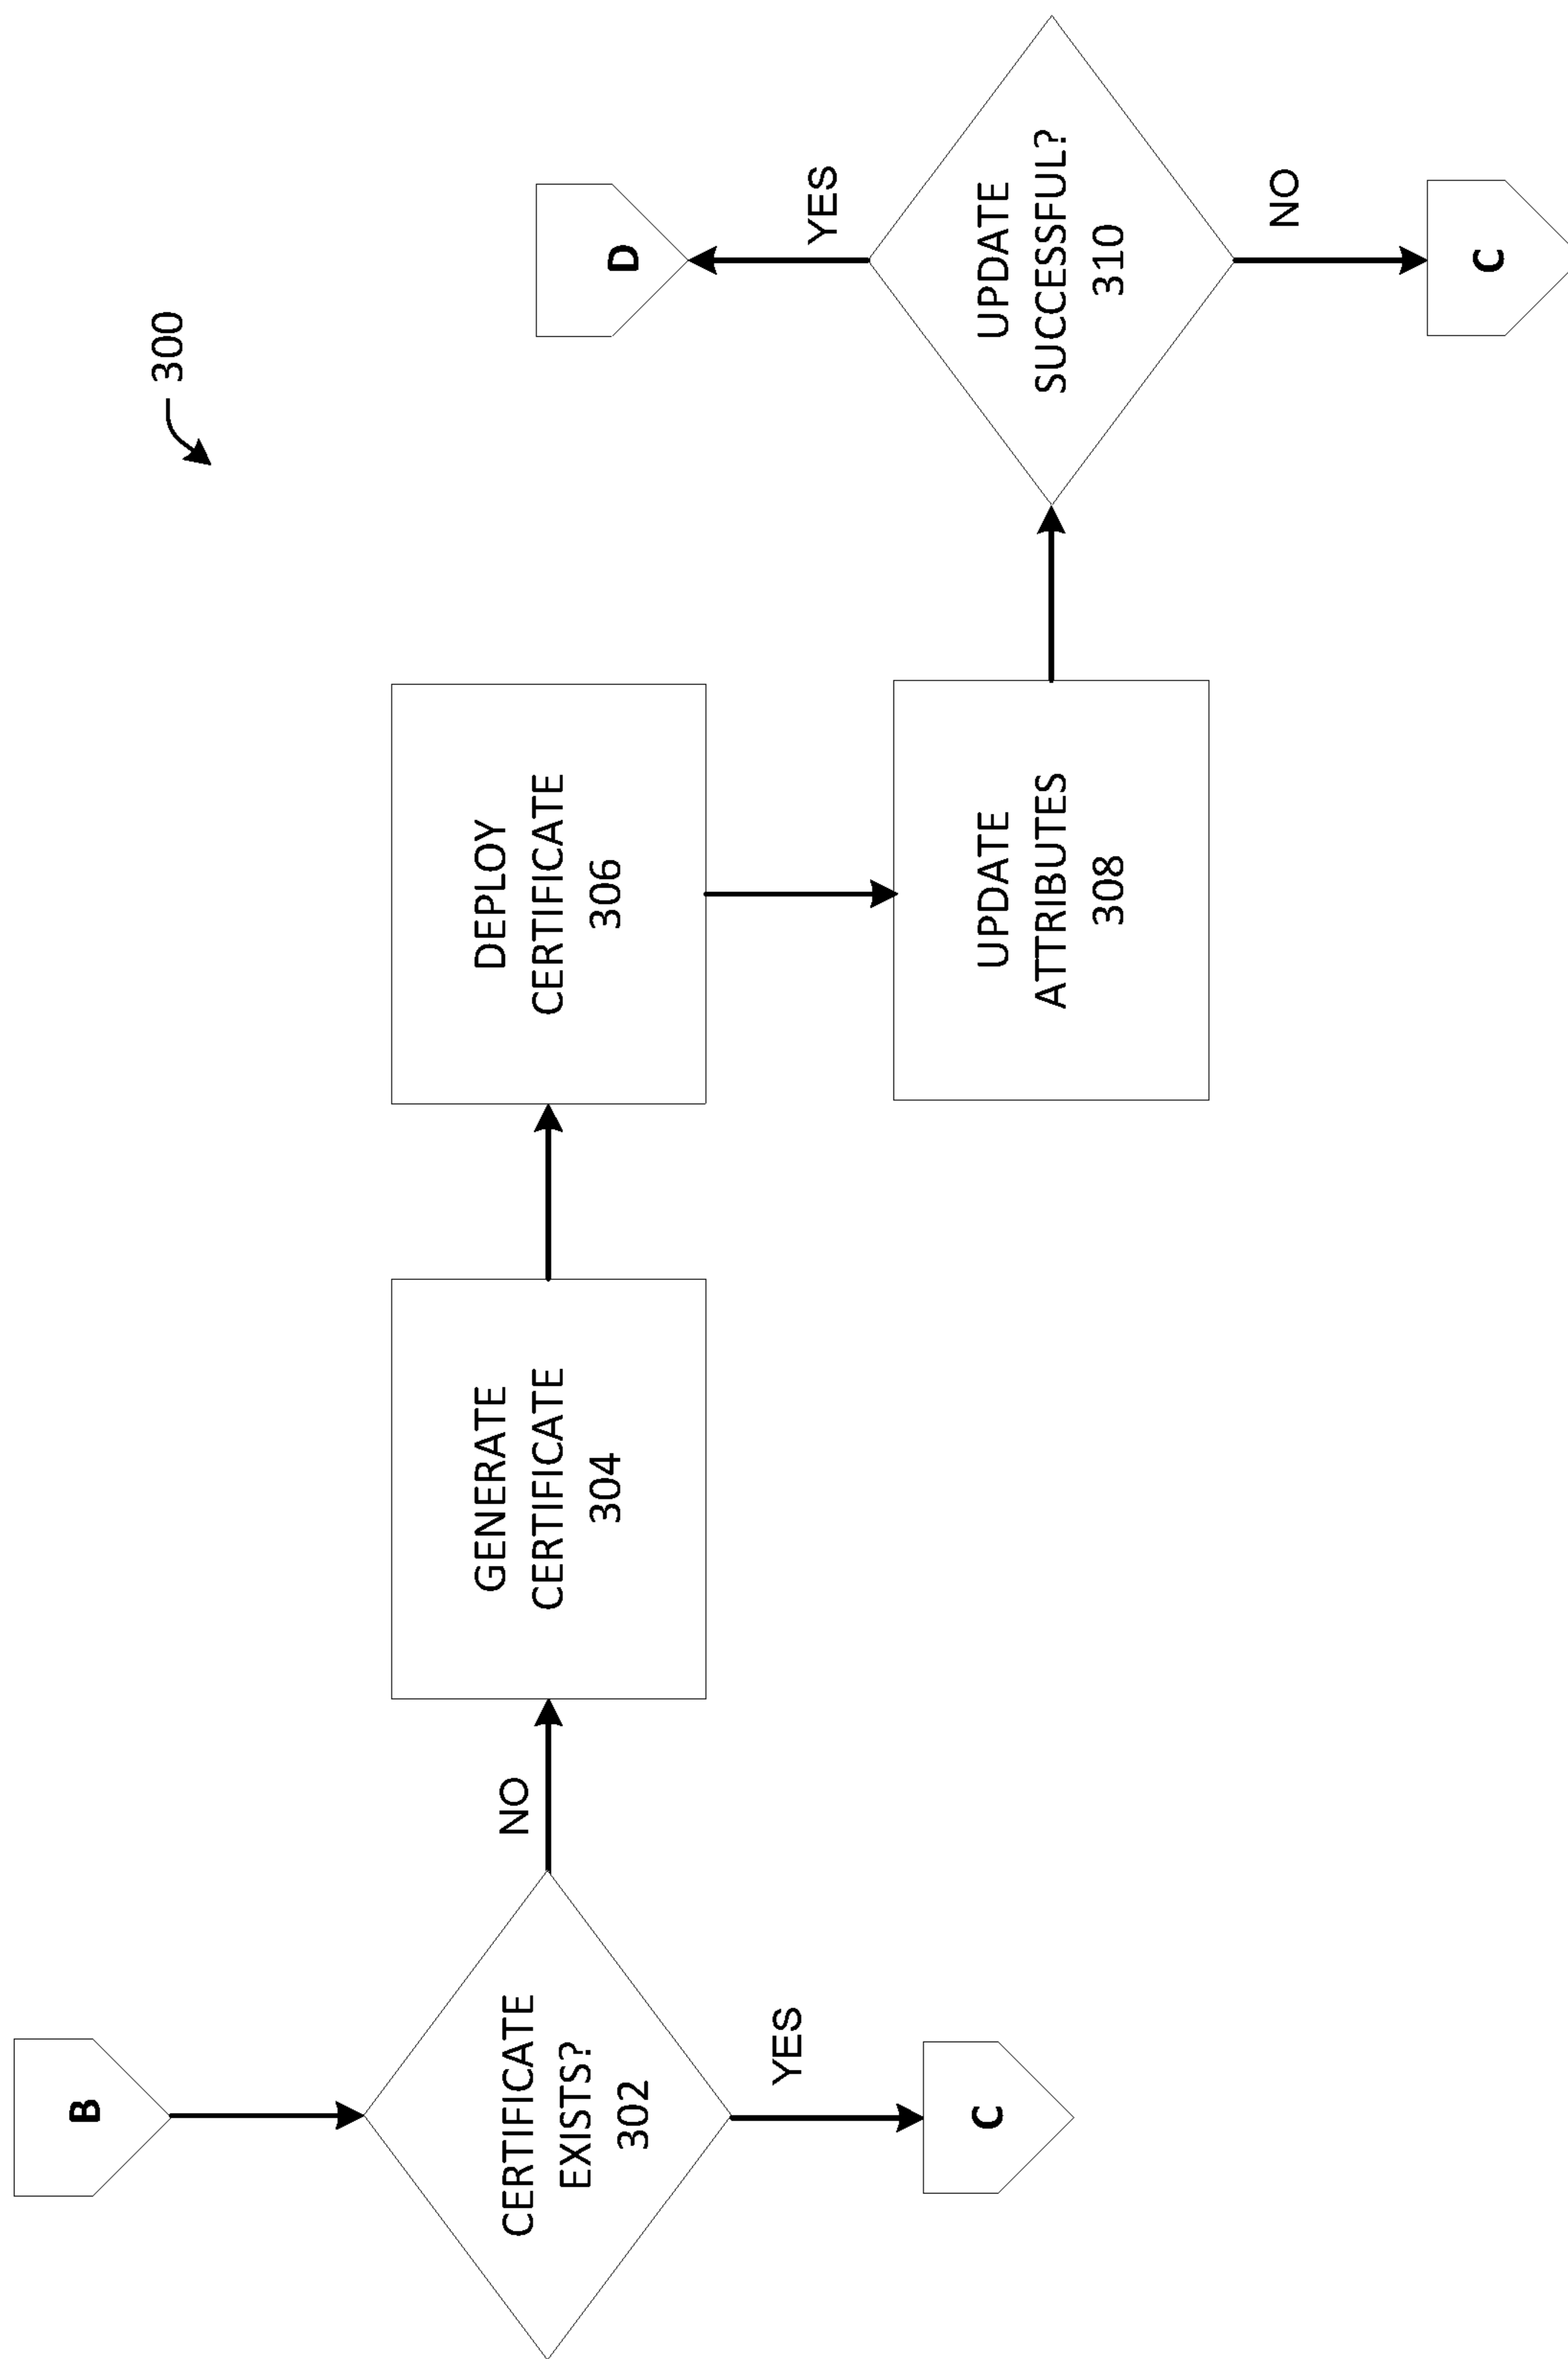 300
B
CERTIFICATE
EXISTS?
302
NO
YES
C
GENERATE
CERTIFICATE
304
DEPLOY
CERTIFICATE
306
UPDATE
ATTRIBUTES
308
UPDATE
SUCCESSFUL?
310
YES
D
NO
C